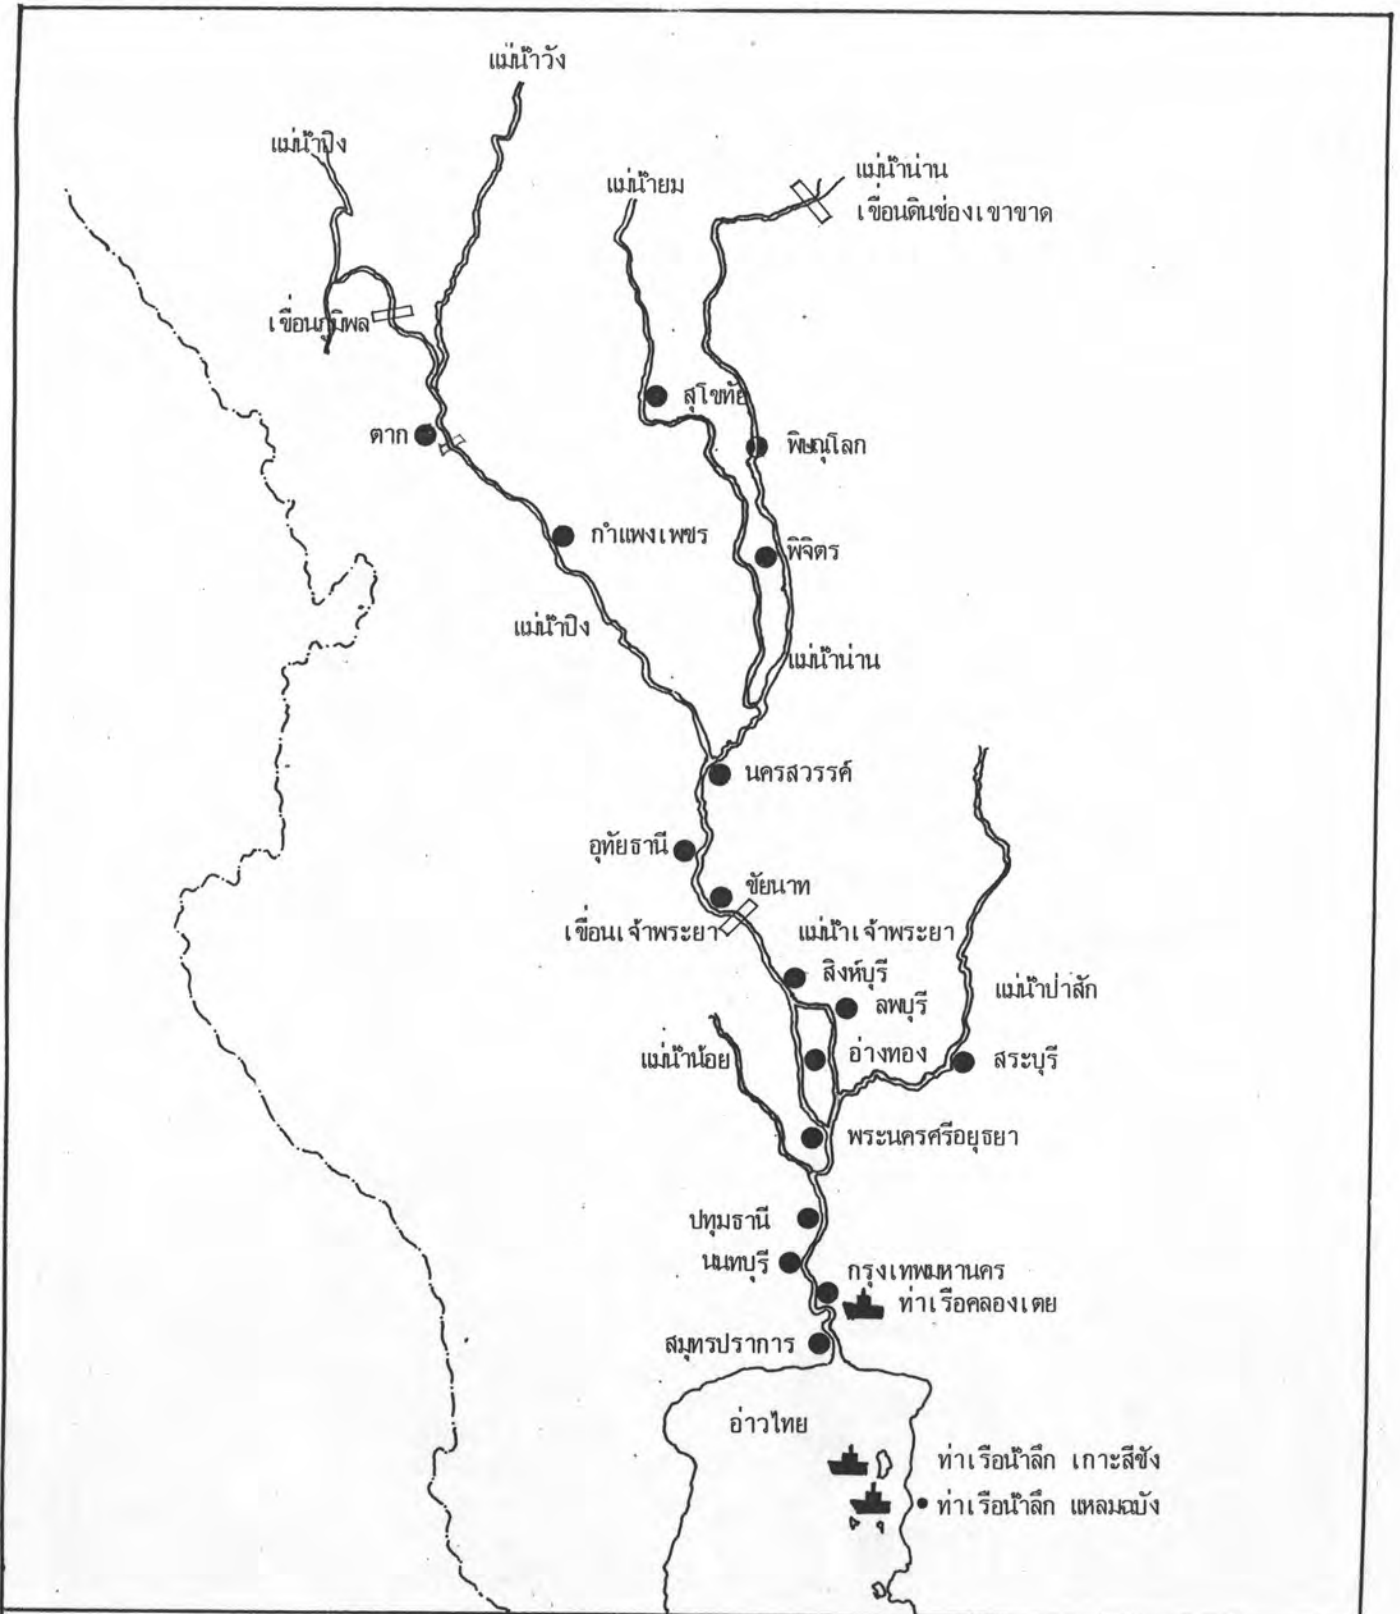 แม่น้ำวัง
แม่น้ำปิง
แม่น้ำยม
แม่น้ำน่าน
เขื่อนดินช่องเขาขาด
เขื่อนภูมิพล
สุโขทัย
ตาก
พิษณุโลก
กำแพงเพชร
พิจิตร
แม่น้ำปิง
แม่น้ำน่าน
นครสวรรค์
อุทัยธานี
ชัยนาท
เขื่อนเจ้าพระยา
แม่น้ำเจ้าพระยา
สิงห์บุรี
แม่น้ำป่าสัก
ลพบุรี
แม่น้ำน้อย
อ่างทอง
สระบุรี
พระนครศรีอยุธยา
ปทุมธานี
นนทบุรี
กรุงเทพมหานคร
ท่าเรือคลองเตย
สมุทรปราการ
อ่าวไทย
ท่าเรือน้ำลึก เกาะสีชัง
ท่าเรือน้ำลึก แหลมฉบัง